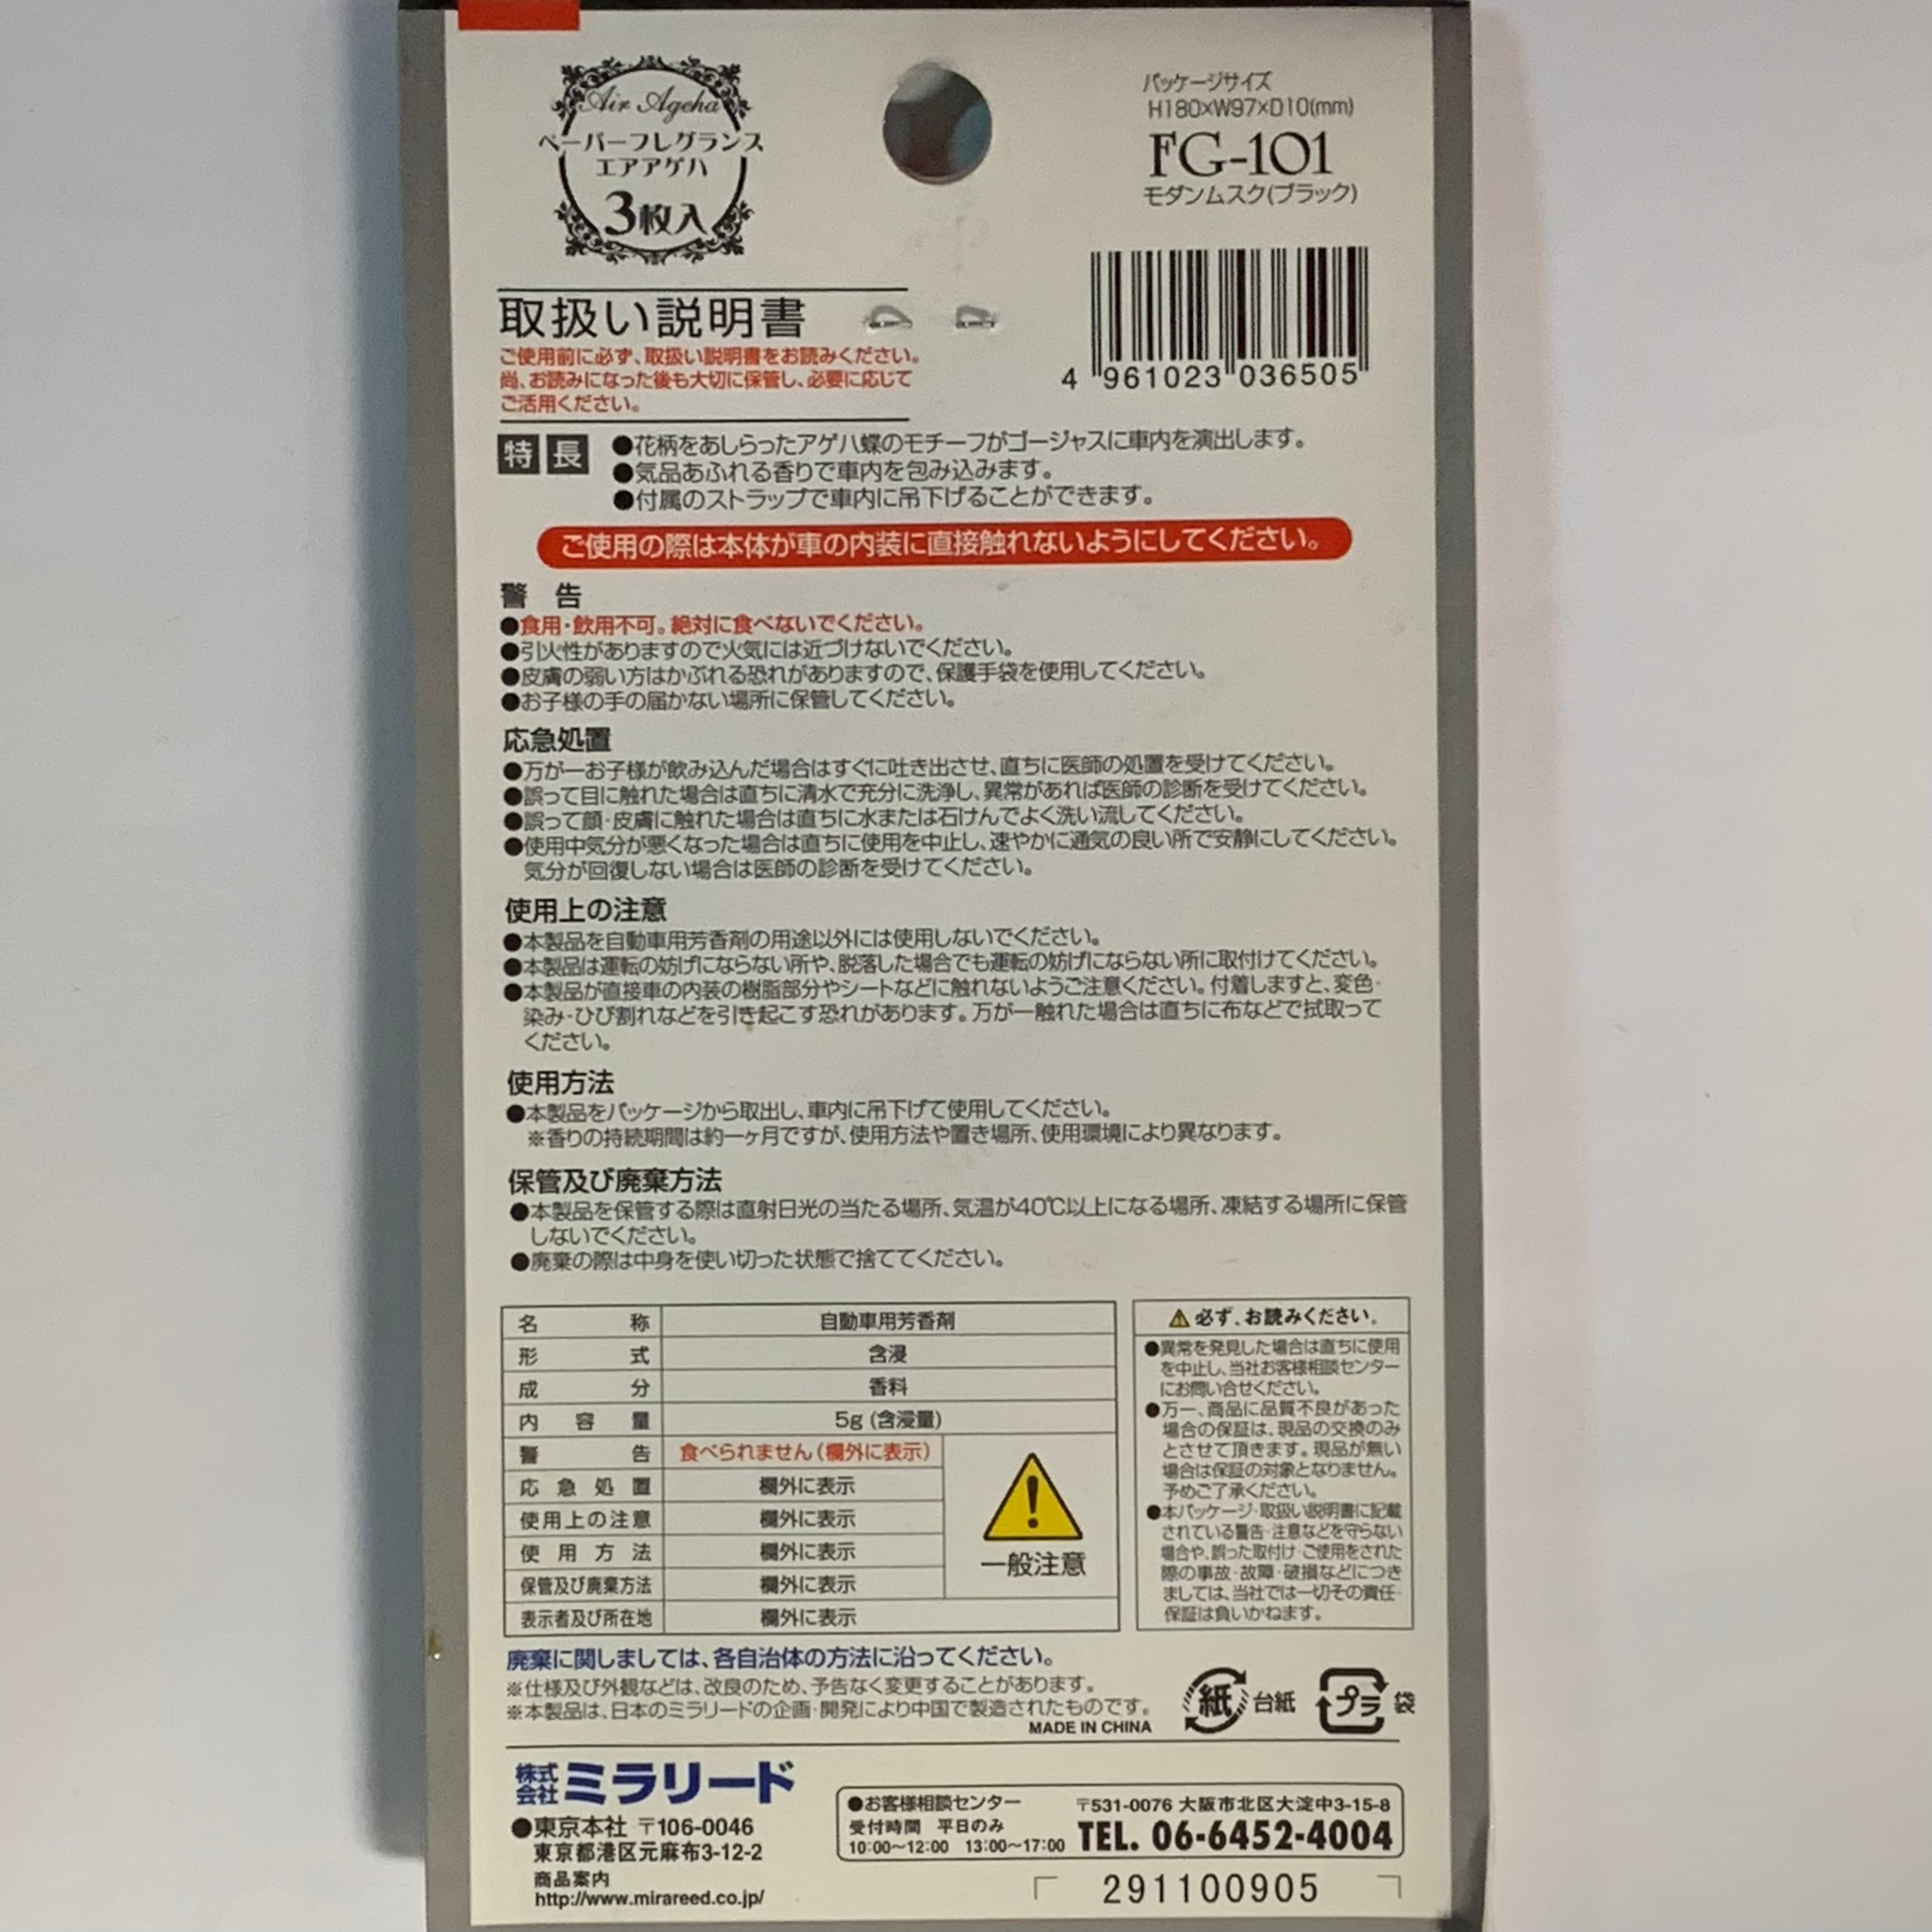 Air Ageha
ペーパーフレグランス
エアアゲハ
3枚入
パッケージサイズ
H180×W97×D10(mm)
FG-101
モダンムスク(ブラック)
4 961023 036505
取扱い説明書
ご使用前に必ず、取扱い説明書をお読みください。
尚、お読みになった後も大切に保管し、必要に応じて
ご活用ください。
特長
●花柄をあしらったアゲハ蝶のモチーフがゴージャスに車内を演出します。
●気品あふれる香りで車内を包み込みます。
●付属のストラップで車内に吊下げることができます。
ご使用の際は本体が車の内装に直接触れないようにしてください。
警 告
●食用・飲用不可。絶対に食べないでください。
●引火性がありますので火気には近づけないでください。
●皮膚の弱い方はかぶれる恐れがありますので、保護手袋を使用してください。
●お子様の手の届かない場所に保管してください。
応急処置
●万が一お子様が飲み込んだ場合はすぐに吐き出させ、直ちに医師の処置を受けてください。
●誤って目に触れた場合は直ちに清水で充分に洗浄し、異常があれば医師の診断を受けてください。
●誤って顔・皮膚に触れた場合は直ちに水または石けんでよく洗い流してください。
●使用中気分が悪くなった場合は直ちに使用を中止し、速やかに通気の良い所で安静にしてください。
気分が回復しない場合は医師の診断を受けてください。
使用上の注意
●本製品を自動車用芳香剤の用途以外には使用しないでください。
●本製品は運転の妨げにならない所や、脱落した場合でも運転の妨げにならない所に取付けてください。
●本製品が直接車の内装の樹脂部分やシートなどに触れないようご注意ください。付着しますと、変色・
染み・ひび割れなどを引き起こす恐れがあります。万が一触れた場合は直ちに布などで拭取って
ください。
使用方法
●本製品をパッケージから取出し、車内に吊下げて使用してください。
※香りの持続期間は約一ヶ月ですが、使用方法や置き場所、使用環境により異なります。
保管及び廃棄方法
●本製品を保管する際は直射日光の当たる場所、気温が40℃以上になる場所、凍結する場所に保管
しないでください。
●廃棄の際は中身を使い切った状態で捨ててください。
名称 自動車用芳香剤
形式 含浸
成分 香料
内容量 5g (含浸量)
警告 食べられません(欄外に表示)
応急処置 欄外に表示
使用上の注意 欄外に表示
使用方法 欄外に表示
保管及び廃棄方法 欄外に表示
表示者及び所在地 欄外に表示
一般注意
必ず、お読みください。
●異常を発見した場合は直ちに使用
を中止し、当社お客様相談センター
にお問い合せください。
●万一、商品に品質不良があった
場合の保証は、現品の交換のみ
とさせて頂きます。現品が無い
場合は保証の対象となりません。
予めご了承ください。
●本パッケージ・取扱い説明書に記載
されている警告・注意などを守らない
場合や、誤った取付け・ご使用をされた
際の事故・故障・破損などにつき
ましては、当社では一切その責任・
保証は負いかねます。
廃棄に関しましては、各自治体の方法に沿ってください。
※仕様及び外観などは、改良のため、予告なく変更することがあります。
※本製品は、日本のミラリードの企画・開発により中国で製造されたものです。
MADE IN CHINA
紙 台紙 プラ 袋
株式会社ミラリード
●東京本社 〒106-0046
東京都港区元麻布3-12-2
商品案内
http://www.mirareed.co.jp/
●お客様相談センター
受付時間 平日のみ
10:00〜12:00 13:00〜17:00
〒531-0076 大阪市北区大淀中3-15-8
TEL. 06-6452-4004
291100905